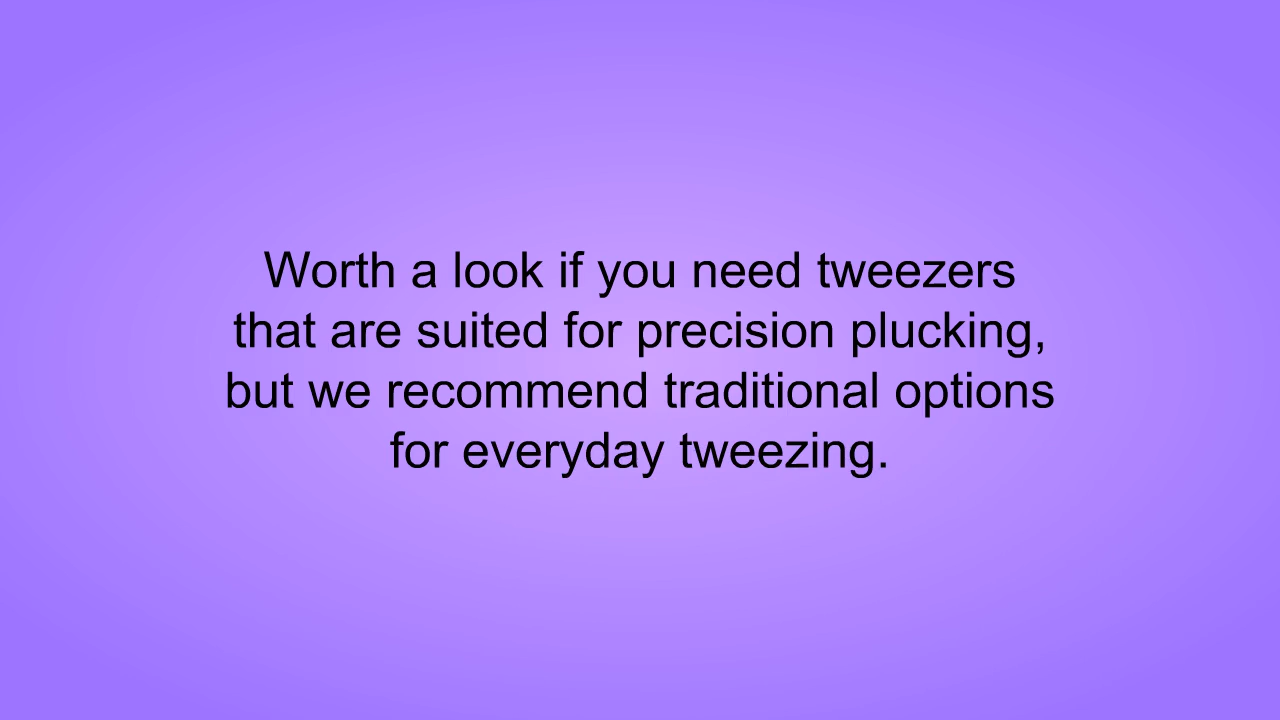 Worth a look if you need tweezers
that are suited for precision plucking,
but we recommend traditional options
for everyday tweezing.